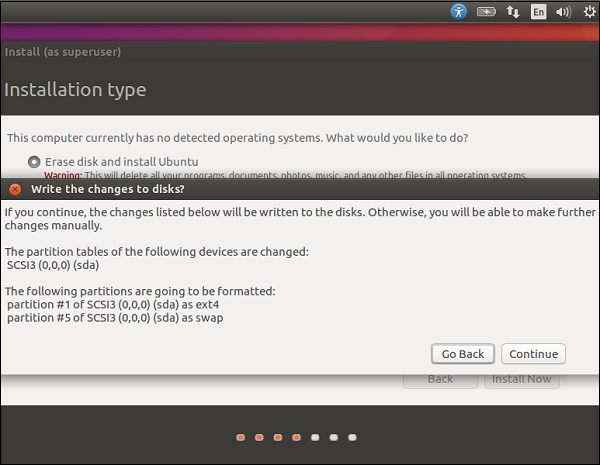 En
Install (as superuser)
Installation type
This computer currently has no detected operating systems. What would you like to do?
Erase disk and install Ubuntu
Warning: This will delete all your programs, documents, photos, music, and any other files in all operating systems.
Write the changes to disks?
If you continue, the changes listed below will be written to the disks. Otherwise, you will be able to make further
changes manually.
The partition tables of the following devices are changed:
SCSI3 (0,0,0) (sda)
The following partitions are going to be formatted:
partition #1 of SCSI3 (0,0,0) (sda) as ext4
partition #5 of SCSI3 (0,0,0) (sda) as swap
Go Back
Continue
Back
Install Now